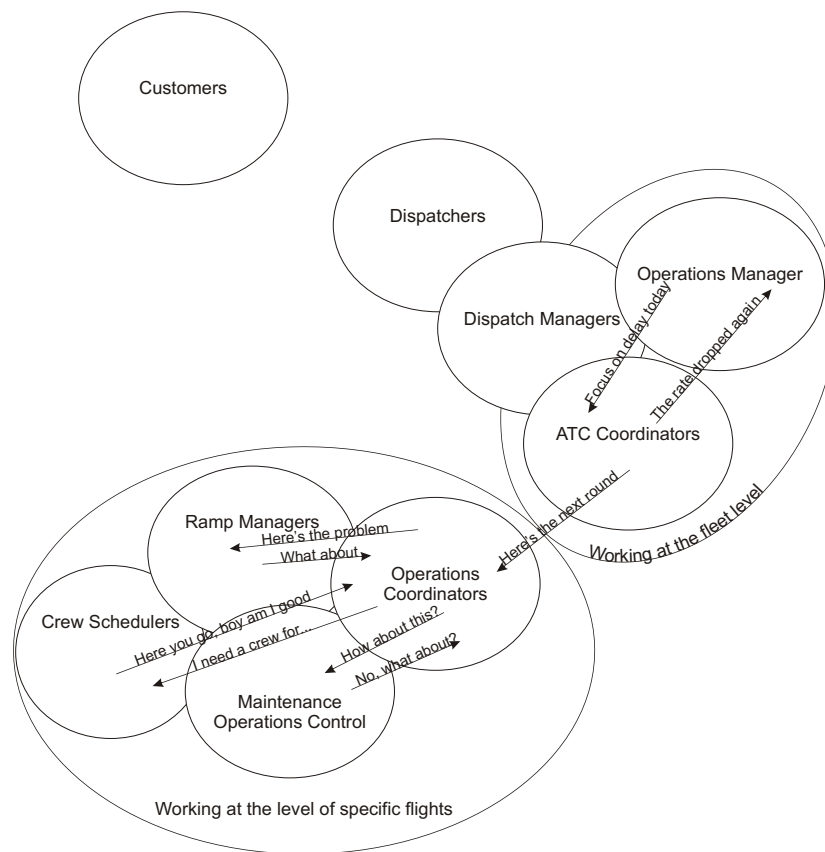 Customers
Dispatchers
Operations Manager
Dispatch Managers
Focus on delay today
The rate dropped again
ATC Coordinators
Here's the next round
Working at the fleet level
Ramp Managers
Here's the problem
What about
Operations
Coordinators
Crew Schedulers
Here you go, boy am I good
I need a crew for...
How about this?
No, what about?
Maintenance
Operations Control
Working at the level of specific flights